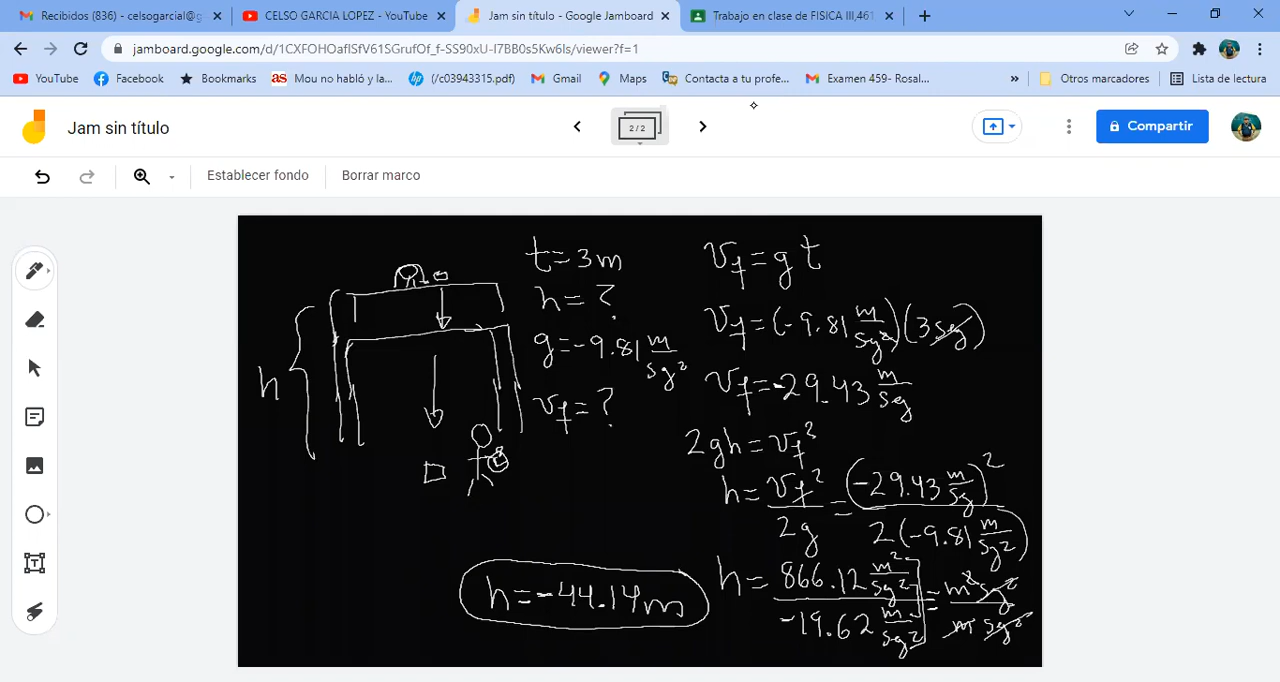 Recibidos (836) - celsogarcial@g
CELSO GARCIA LOPEZ - YouTube
Jam sin título - Google Jamboard
Trabajo en clase de FISICA III,461
jamboard.google.com/d/1CXFOHOafISfV61SGrufOf_f-SS90xU-I7BB0s5Kw6Is/viewer?f=1
YouTube
Facebook
Bookmarks
Mou no habló y la...
(/c03943315.pdf)
Gmail
Maps
Contacta a tu profe...
Examen 459- Rosal...
»
Otros marcadores
Lista de lectura
Jam sin título
2 / 2
Compartir
Establecer fondo
Borrar marco
t=3m
h=?
g=-9.81 m/sg²
vf=?
h
vf=gt
vf=(-9.81 m/sg²)(3sg)
vf=-29.43 m/sg
2gh=vf²
h=vf²/2g=(-29.43 m/sg)²/2(-9.81 m/sg²)
h=866.12 m²/sg²/-19.62 m/sg²=m²sg²/m sg²
h=-44.14m